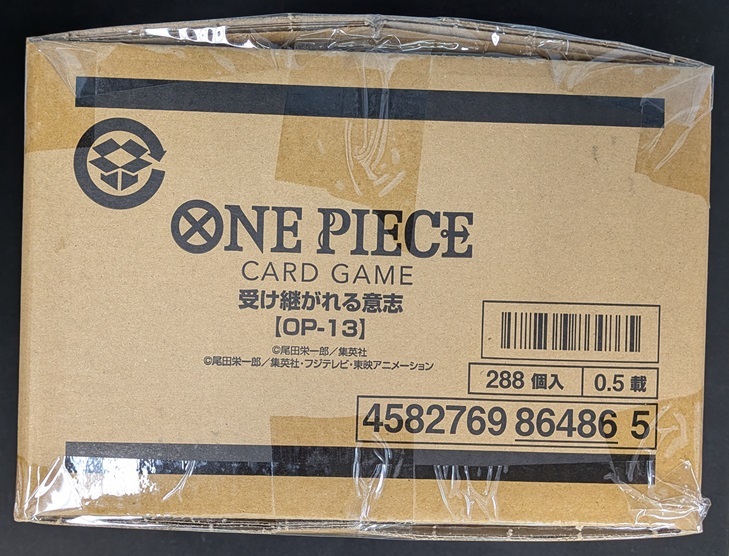 ONE PIECE
CARD GAME
受け継がれる意志
【OP-13】
©尾田栄一郎／集英社
©尾田栄一郎／集英社・フジテレビ・東映アニメーション
288 個入 0.5 載
4582769 86486 5